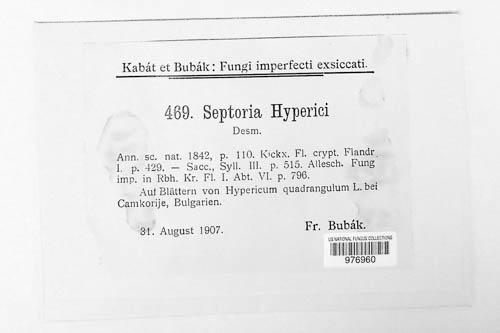 Kabát et Bubák: Fungi imperfecti exsiccati.
469. Septoria Hyperici
Desm.
Ann. sc. nat. 1842, p. 110. Kickx. Fl. crypt. Flandr
I. p. 429. — Sacc., Syll. III. p. 515. Allesch. Fung
imp. in Rbh. Kr. Fl. I. Abt. VI. p. 796.
Auf Blättern von Hypericum quadrangulum L. bei
Camkorije, Bulgarien.
31. August 1907.
Fr. Bubák.
US NATIONAL FUNGUS COLLECTIONS
976960